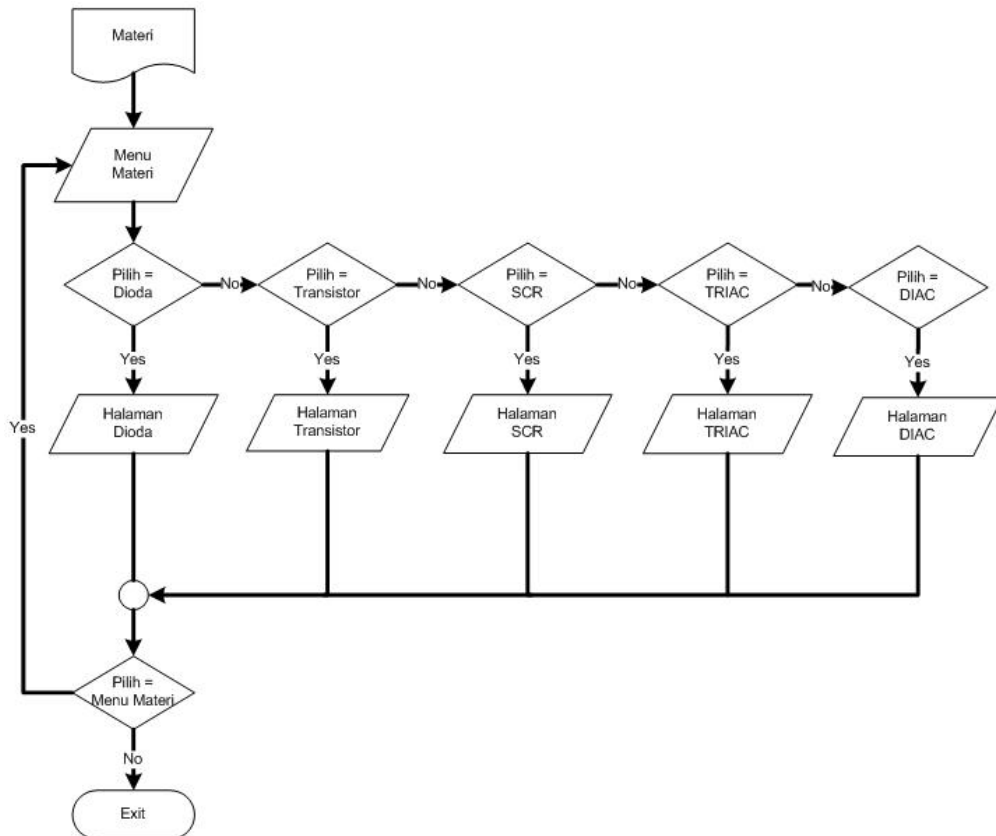 Materi
Menu
Materi
Pilih =
Dioda
No
Pilih =
Transistor
No
Pilih =
SCR
No
Pilih =
TRIAC
No
Pilih =
DIAC
Yes
Yes
Yes
Yes
Yes
Halaman
Dioda
Halaman
Transistor
Halaman
SCR
Halaman
TRIAC
Halaman
DIAC
Yes
Pilih =
Menu Materi
No
Exit